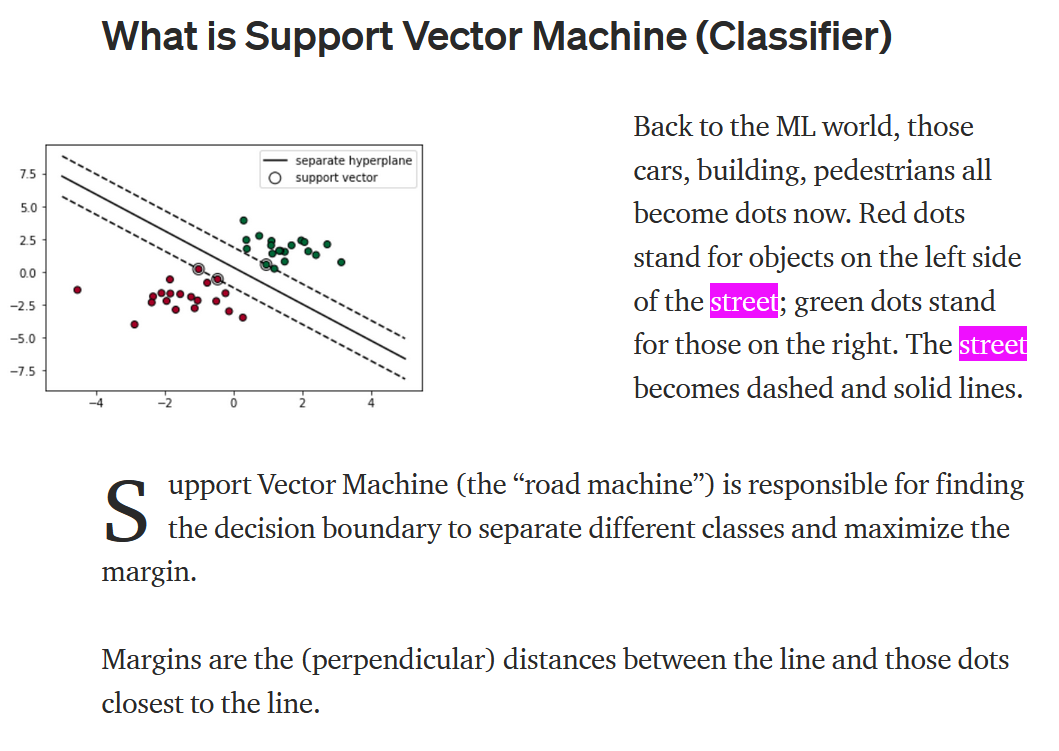 What is Support Vector Machine (Classifier)
separate hyperplane
support vector
7.5
5.0
2.5
0.0
−2.5
−5.0
−7.5
−4 −2 0 2 4
Back to the ML world, those
cars, building, pedestrians all
become dots now. Red dots
stand for objects on the left side
of the street; green dots stand
for those on the right. The street
becomes dashed and solid lines.
Support Vector Machine (the “road machine”) is responsible for finding
the decision boundary to separate different classes and maximize the
margin.
Margins are the (perpendicular) distances between the line and those dots
closest to the line.